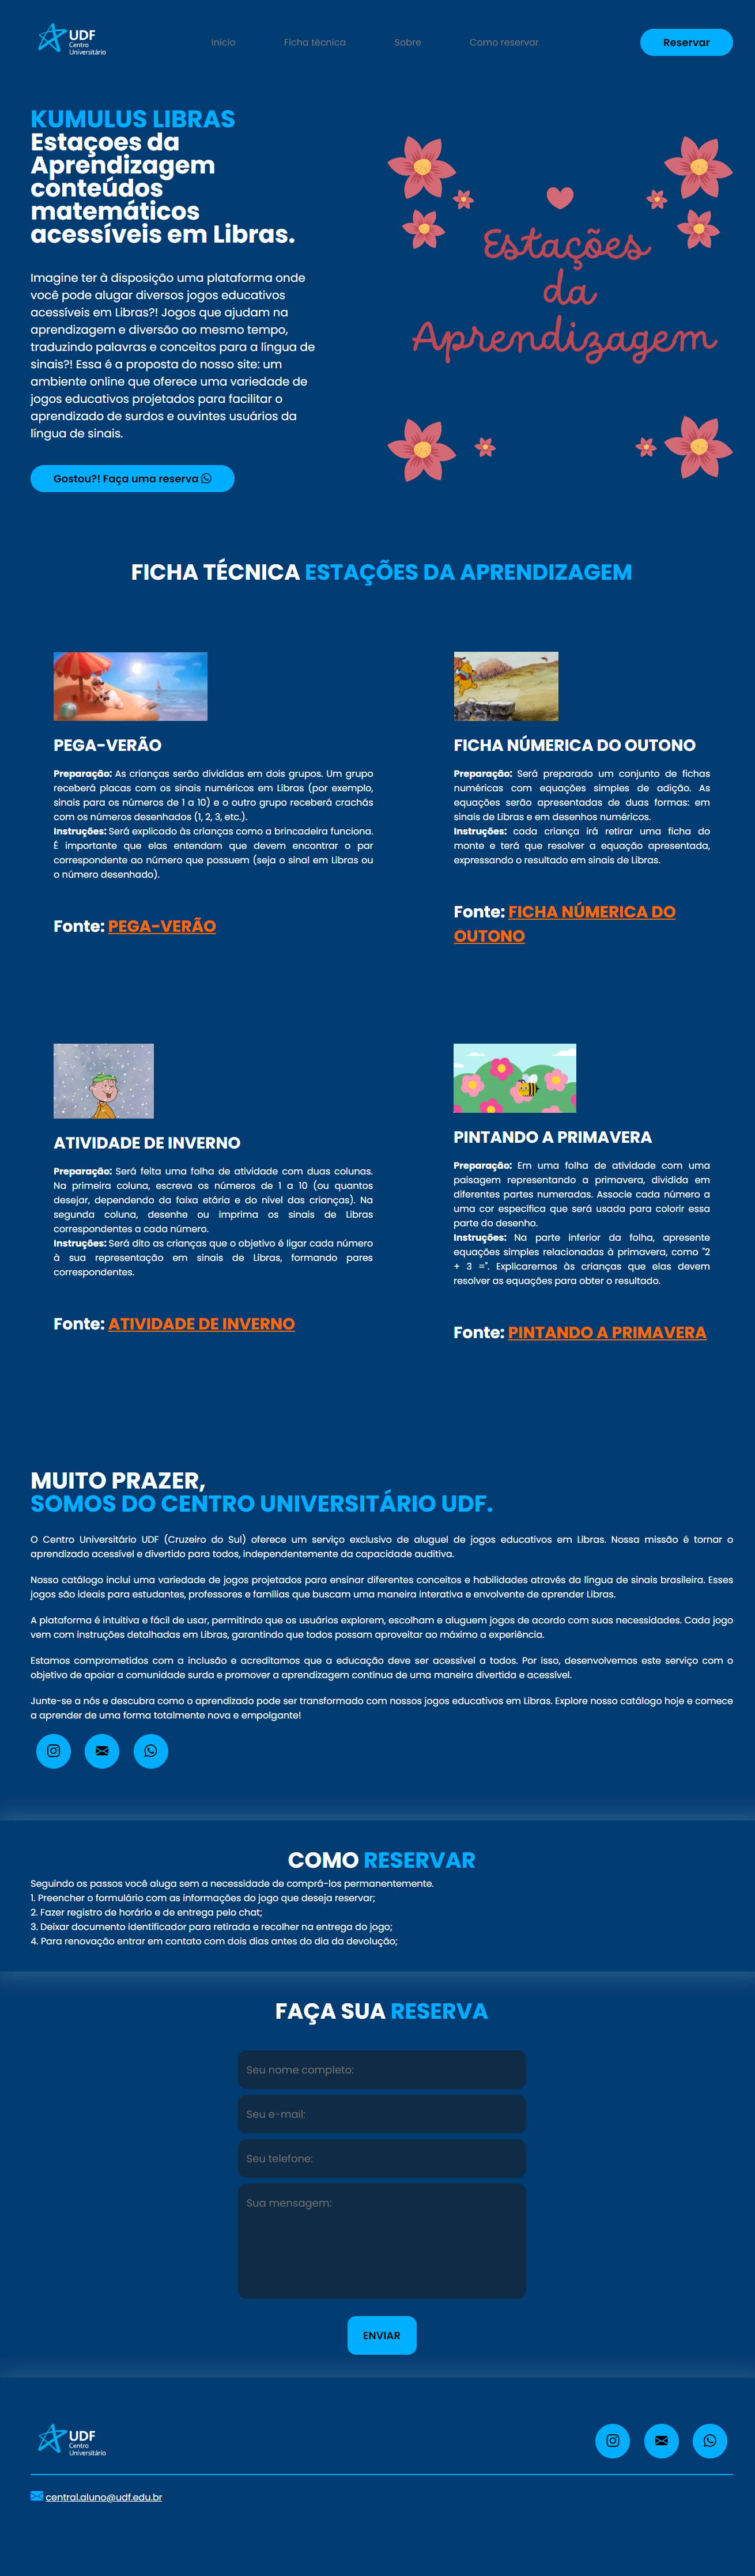 UDF
Centro
Universitário
Início
Ficha técnica
Sobre
Como reservar
Reservar
KUMULUS LIBRAS
Estaçoes da
Aprendizagem
conteúdos
matemáticos
acessíveis em Libras.
Imagine ter à disposição uma plataforma onde
você pode alugar diversos jogos educativos
acessíveis em Libras?! Jogos que ajudam na
aprendizagem e diversão ao mesmo tempo,
traduzindo palavras e conceitos para a língua de
sinais?! Essa é a proposta do nosso site: um
ambiente online que oferece uma variedade de
jogos educativos projetados para facilitar o
aprendizado de surdos e ouvintes usuários da
língua de sinais.
Gostou?! Faça uma reserva
Estações
da
Aprendizagem
FICHA TÉCNICA ESTAÇÕES DA APRENDIZAGEM
PEGA-VERÃO
Preparação: As crianças serão divididas em dois grupos. Um grupo
receberá placas com os sinais numéricos em Libras (por exemplo,
sinais para os números de 1 a 10) e o outro grupo receberá crachás
com os números desenhados (1, 2, 3, etc.).
Instruções: Será explicado às crianças como a brincadeira funciona.
É importante que elas entendam que devem encontrar o par
correspondente ao número que possuem (seja o sinal em Libras ou
o número desenhado).
Fonte: PEGA-VERÃO
FICHA NÚMERICA DO OUTONO
Preparação: Será preparado um conjunto de fichas
numéricas com equações simples de adição. As
equações serão apresentadas de duas formas: em
sinais de Libras e em desenhos numéricos.
Instruções: cada criança irá retirar uma ficha do
monte e terá que resolver a equação apresentada,
expressando o resultado em sinais de Libras.
Fonte: FICHA NÚMERICA DO
OUTONO
ATIVIDADE DE INVERNO
Preparação: Será feita uma folha de atividade com duas colunas.
Na primeira coluna, escreva os números de 1 a 10 (ou quantos
desejar, dependendo da faixa etária e do nível das crianças). Na
segunda coluna, desenhe ou imprima os sinais de Libras
correspondentes a cada número.
Instruções: Será dito as crianças que o objetivo é ligar cada número
à sua representação em sinais de Libras, formando pares
correspondentes.
Fonte: ATIVIDADE DE INVERNO
PINTANDO A PRIMAVERA
Preparação: Em uma folha de atividade com uma
paisagem representando a primavera, dividida em
diferentes partes numeradas. Associe cada número a
uma cor específica que será usada para colorir essa
parte do desenho.
Instruções: Na parte inferior da folha, apresente
equações simples relacionadas à primavera, como "2
+ 3 =". Explicaremos às crianças que elas devem
resolver as equações para obter o resultado.
Fonte: PINTANDO A PRIMAVERA
MUITO PRAZER,
SOMOS DO CENTRO UNIVERSITÁRIO UDF.
O Centro Universitário UDF (Cruzeiro do Sul) oferece um serviço exclusivo de aluguel de jogos educativos em Libras. Nossa missão é tornar o
aprendizado acessível e divertido para todos, independentemente da capacidade auditiva.
Nosso catálogo inclui uma variedade de jogos projetados para ensinar diferentes conceitos e habilidades através da língua de sinais brasileira. Esses
jogos são ideais para estudantes, professores e famílias que buscam uma maneira interativa e envolvente de aprender Libras.
A plataforma é intuitiva e fácil de usar, permitindo que os usuários explorem, escolham e aluguem jogos de acordo com suas necessidades. Cada jogo
vem com instruções detalhadas em Libras, garantindo que todos possam aproveitar ao máximo a experiência.
Estamos comprometidos com a inclusão e acreditamos que a educação deve ser acessível a todos. Por isso, desenvolvemos este serviço com o
objetivo de apoiar a comunidade surda e promover a aprendizagem contínua de uma maneira divertida e acessível.
Junte-se a nós e descubra como o aprendizado pode ser transformado com nossos jogos educativos em Libras. Explore nosso catálogo hoje e comece
a aprender de uma forma totalmente nova e empolgante!
COMO RESERVAR
Seguindo os passos você aluga sem a necessidade de comprá-los permanentemente.
1. Preencher o formulário com as informações do jogo que deseja reservar;
2. Fazer registro de horário e de entrega pelo chat;
3. Deixar documento identificador para retirada e recolher na entrega do jogo;
4. Para renovação entrar em contato com dois dias antes do dia da devolução;
FAÇA SUA RESERVA
Seu nome completo:
Seu e-mail:
Seu telefone:
Sua mensagem:
ENVIAR
UDF
Centro
Universitário
central.aluno@udf.edu.br